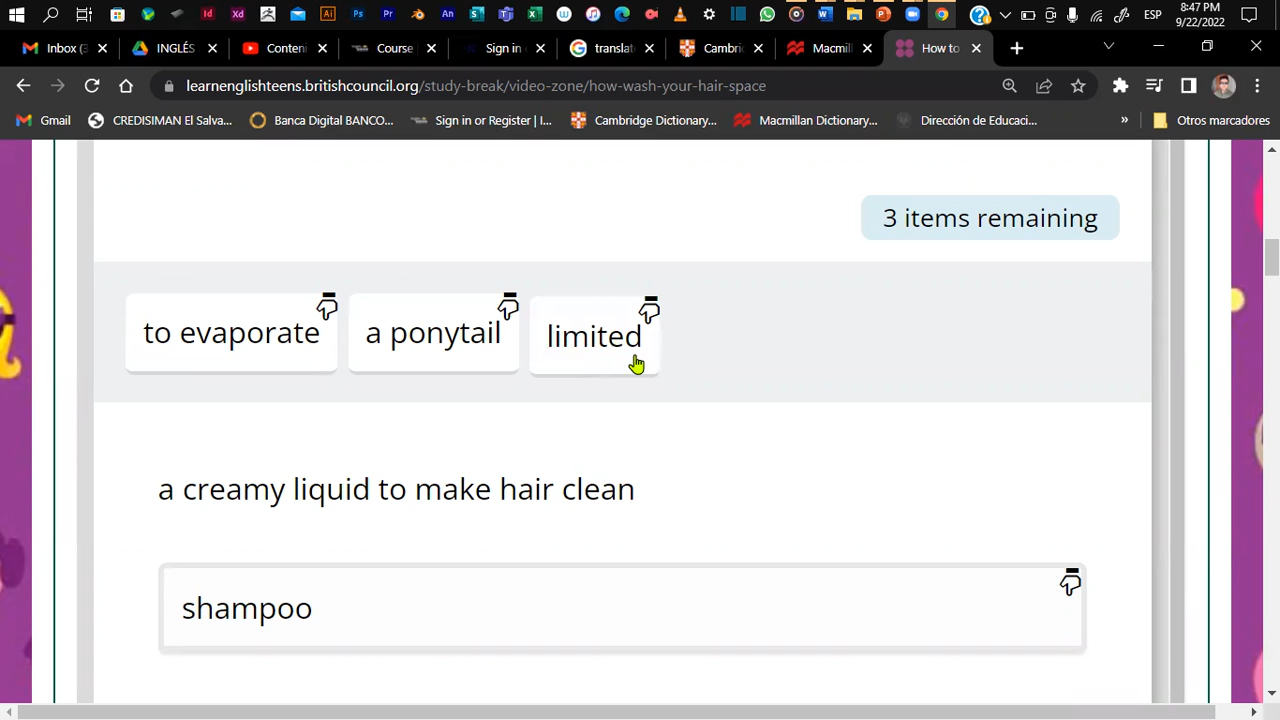 8:47 PM
ESP
9/22/2022
Inbox (3
INGLÉS
Conten
Course
Sign in
translat
Cambri
Macmill
How to
learnenglishteens.britishcouncil.org/study-break/video-zone/how-wash-your-hair-space
Gmail
CREDISIMAN El Salva...
Banca Digital BANCO...
Sign in or Register | I...
Cambridge Dictionary...
Macmillan Dictionary...
Dirección de Educaci...
»
Otros marcadores
3 items remaining
to evaporate
a ponytail
limited
a creamy liquid to make hair clean
shampoo